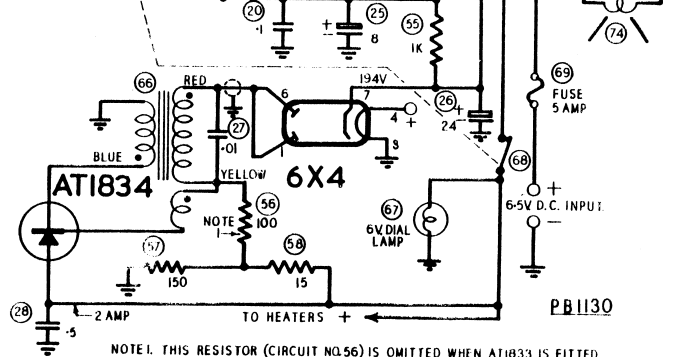 20
·1
25
8
55
1K
74
66
RED
194V
69
FUSE
5 AMP
27
·01
6
7
26
24
4
+
1
3
BLUE
YELLOW
6X4
68
AT1834
56
NOTE
1
100
67
6V. DIAL
LAMP
+
6·5V D.C. INPUT.
−
57
58
150
15
28
·5
2 AMP
TO HEATERS +
PB1130
NOTE 1. THIS RESISTOR (CIRCUIT NO.56) IS OMITTED WHEN AT1833 IS FITTED